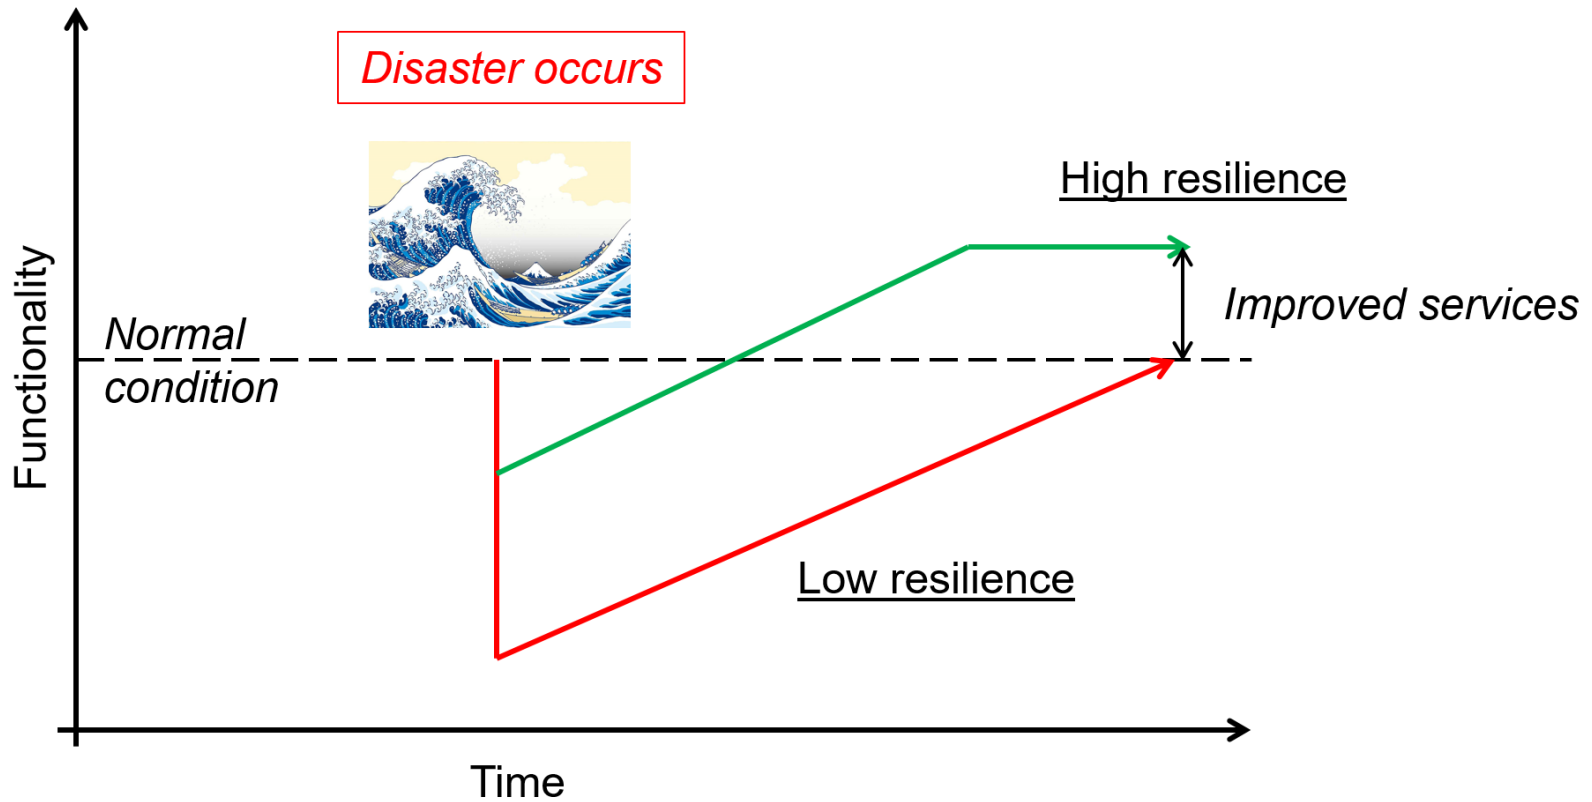 Disaster occurs
High resilience
Improved services
Normal
condition
Functionality
Low resilience
Time